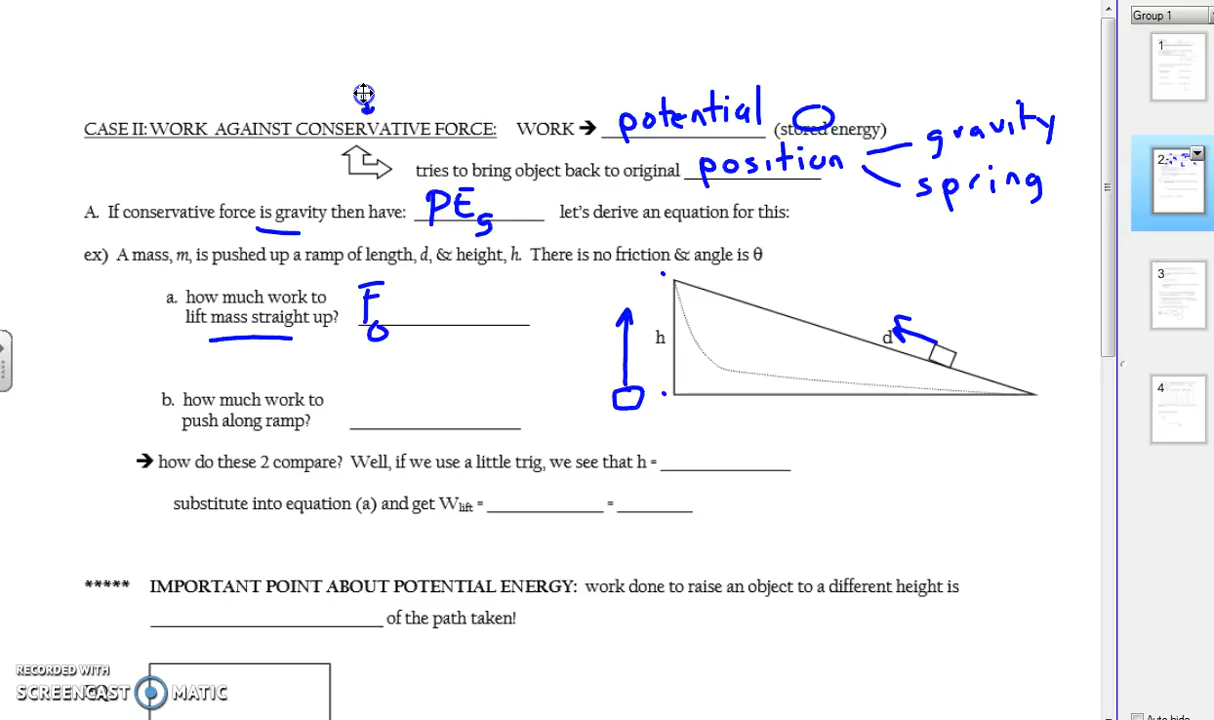 Group 1
1
CASE II: WORK AGAINST CONSERVATIVE FORCE: WORK ➔ potential (stored energy)
gravity
tries to bring object back to original position
spring
2
A. If conservative force is gravity then have: PEg let's derive an equation for this:
ex) A mass, m, is pushed up a ramp of length, d, & height, h. There is no friction & angle is θ
3
a. how much work to
lift mass straight up? F
h
d
b. how much work to
push along ramp?
4
➔ how do these 2 compare? Well, if we use a little trig, we see that h = 
substitute into equation (a) and get Wlift = =
***** IMPORTANT POINT ABOUT POTENTIAL ENERGY: work done to raise an object to a different height is
of the path taken!
RECORDED WITH
SCREENCAST MATIC
Auto hide